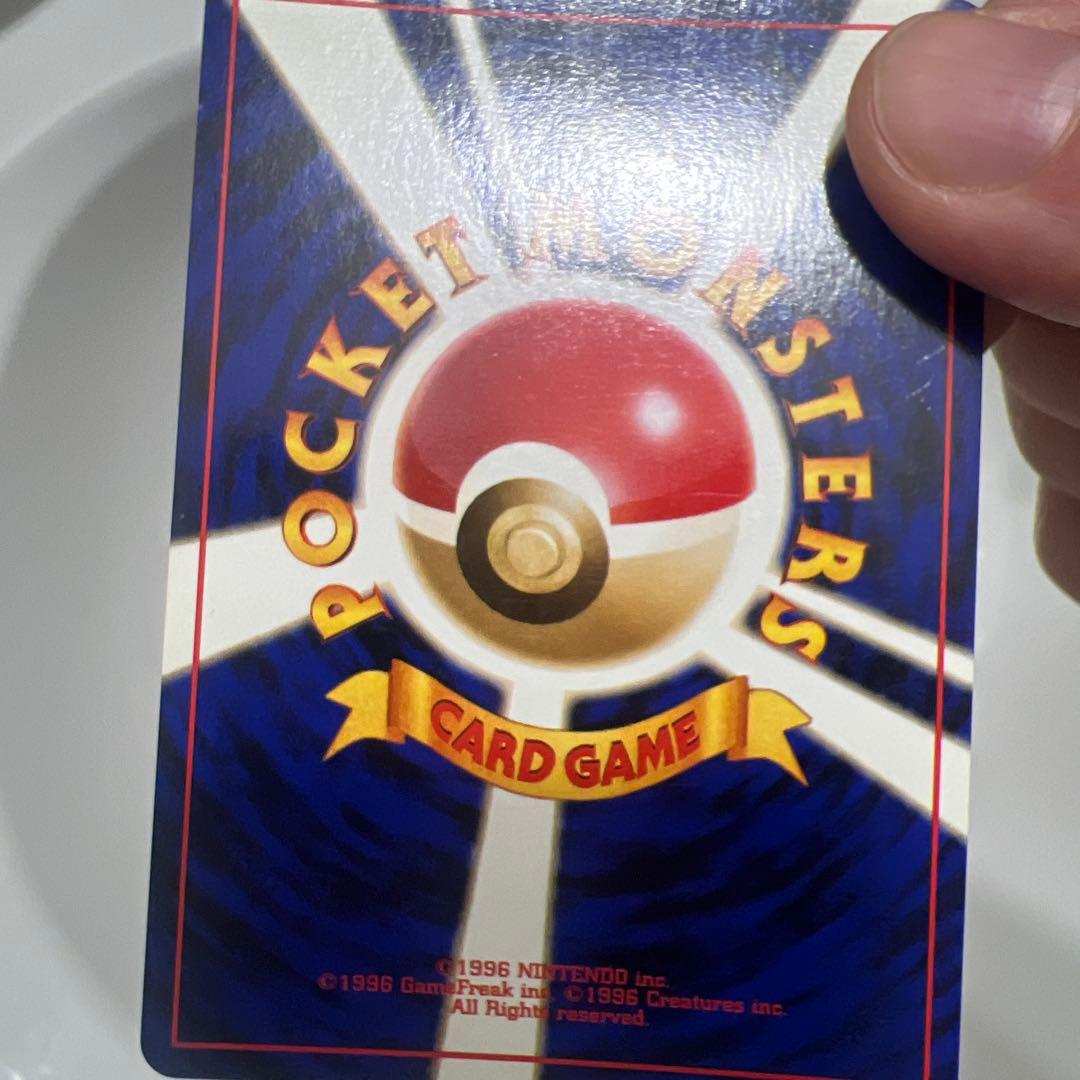 POCKET MONSTERS
CARD GAME
©1996 NINTENDO inc.
©1996 GameFreak inc. ©1996 Creatures inc.
All Rights reserved.